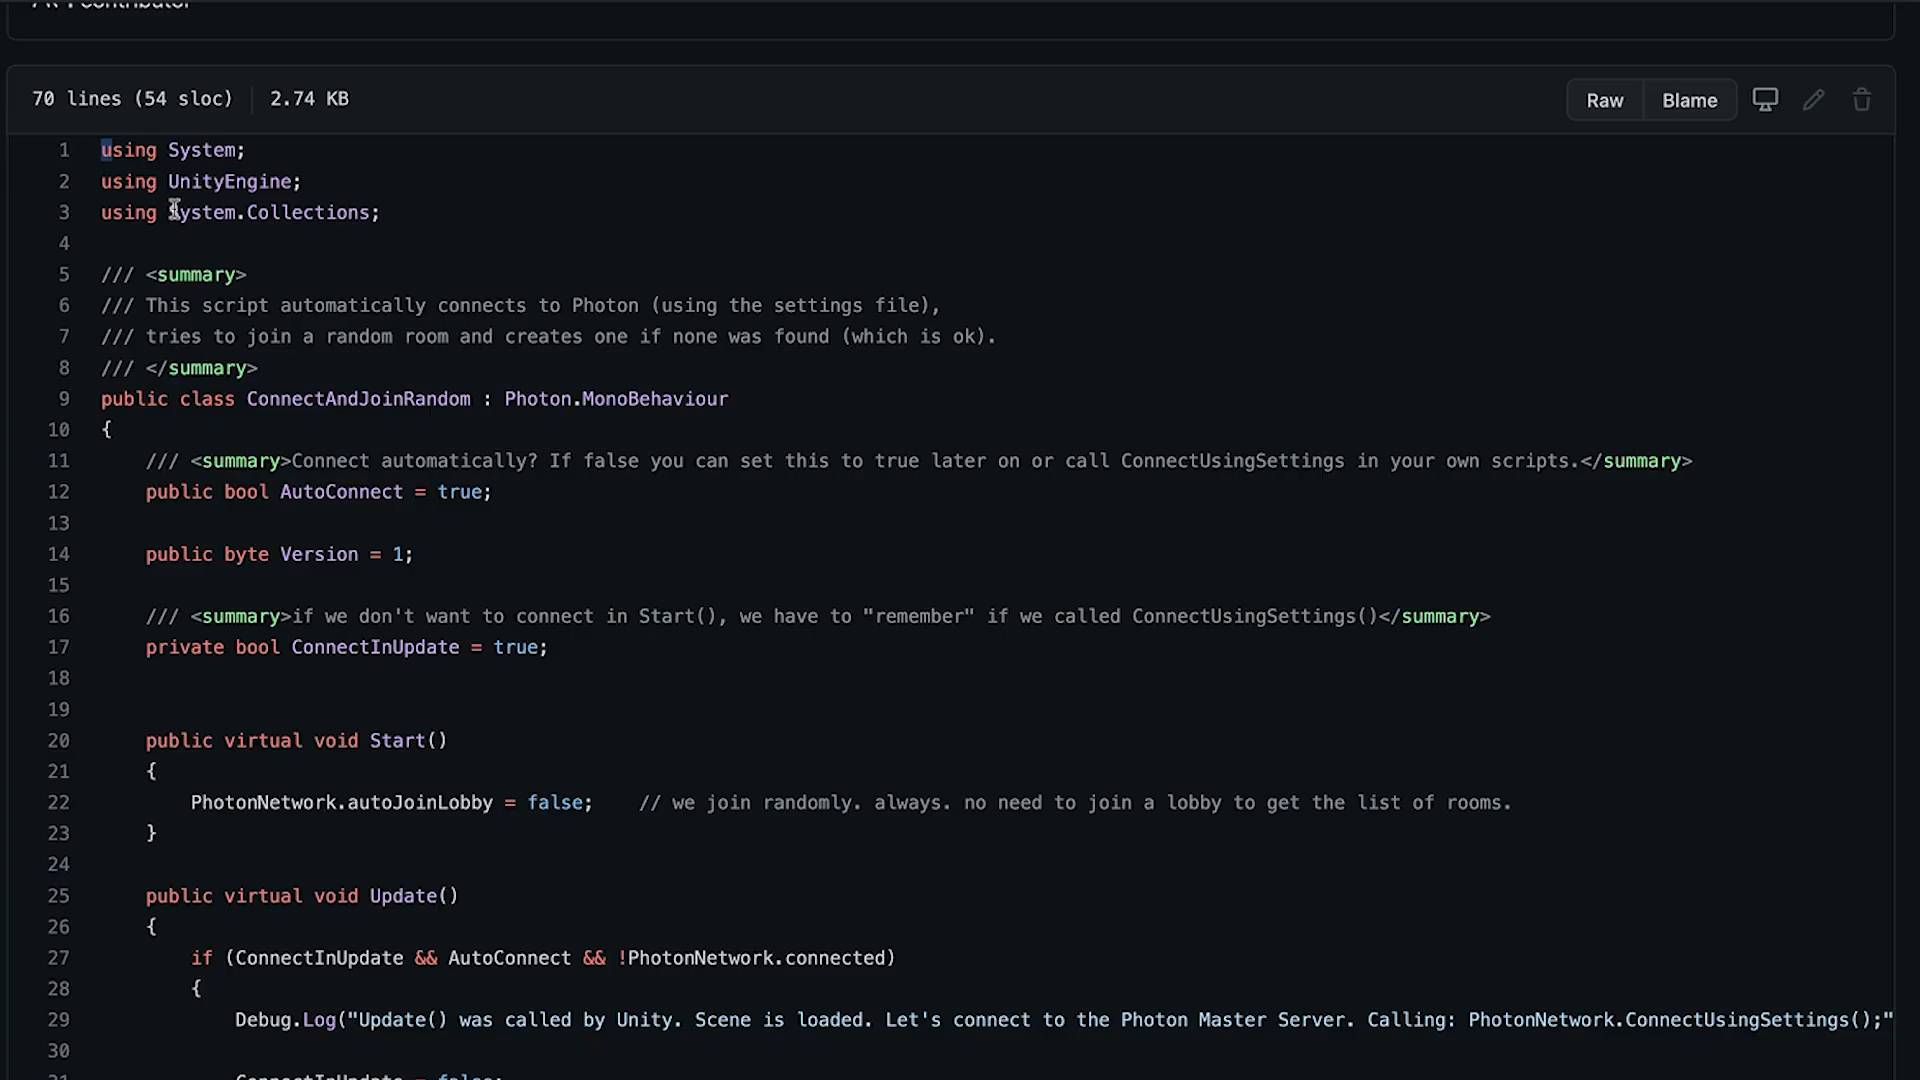 70 lines (54 sloc) 2.74 KB Raw Blame
1 using System;
2 using UnityEngine;
3 using System.Collections;
4
5 /// <summary>
6 /// This script automatically connects to Photon (using the settings file),
7 /// tries to join a random room and creates one if none was found (which is ok).
8 /// </summary>
9 public class ConnectAndJoinRandom : Photon.MonoBehaviour
10 {
11 /// <summary>Connect automatically? If false you can set this to true later on or call ConnectUsingSettings in your own scripts.</summary>
12 public bool AutoConnect = true;
13
14 public byte Version = 1;
15
16 /// <summary>if we don't want to connect in Start(), we have to "remember" if we called ConnectUsingSettings()</summary>
17 private bool ConnectInUpdate = true;
18
19
20 public virtual void Start()
21 {
22 PhotonNetwork.autoJoinLobby = false; // we join randomly. always. no need to join a lobby to get the list of rooms.
23 }
24
25 public virtual void Update()
26 {
27 if (ConnectInUpdate && AutoConnect && !PhotonNetwork.connected)
28 {
29 Debug.Log("Update() was called by Unity. Scene is loaded. Let's connect to the Photon Master Server. Calling: PhotonNetwork.ConnectUsingSettings();"
30
31 ConnectInUpdate = false;